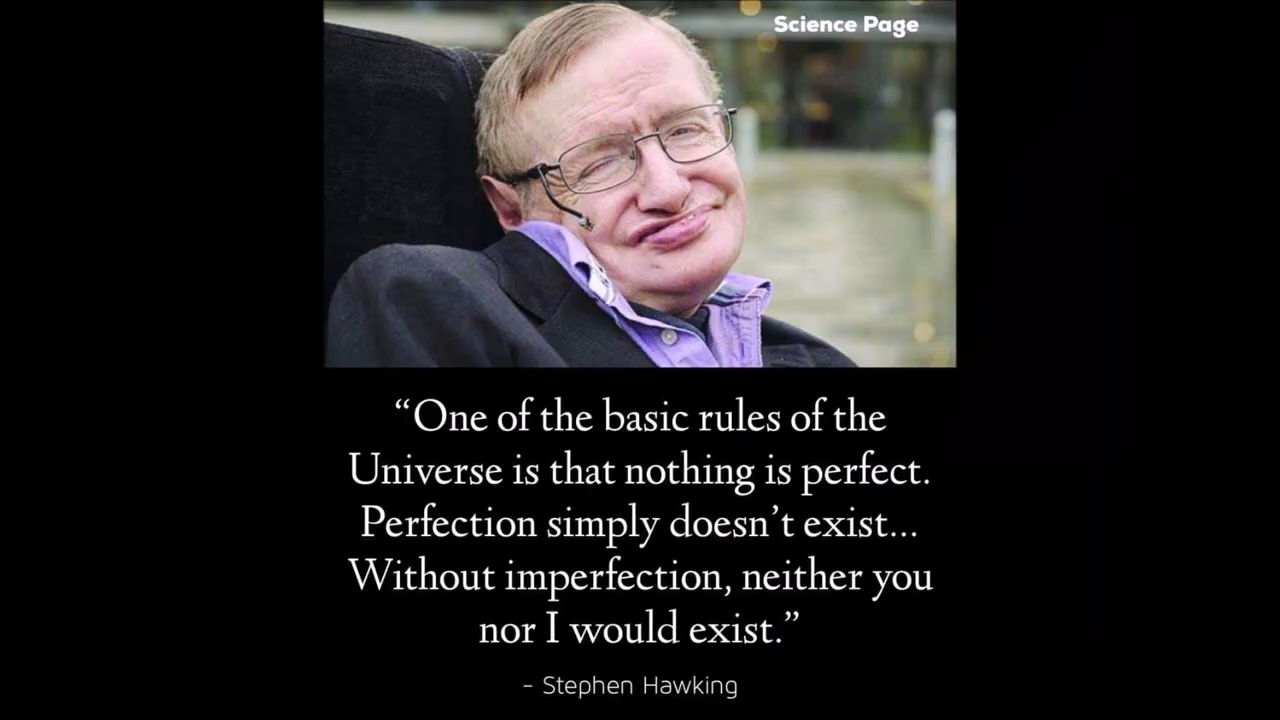 Science Page
“One of the basic rules of the
Universe is that nothing is perfect.
Perfection simply doesn’t exist...
Without imperfection, neither you
nor I would exist.”
- Stephen Hawking